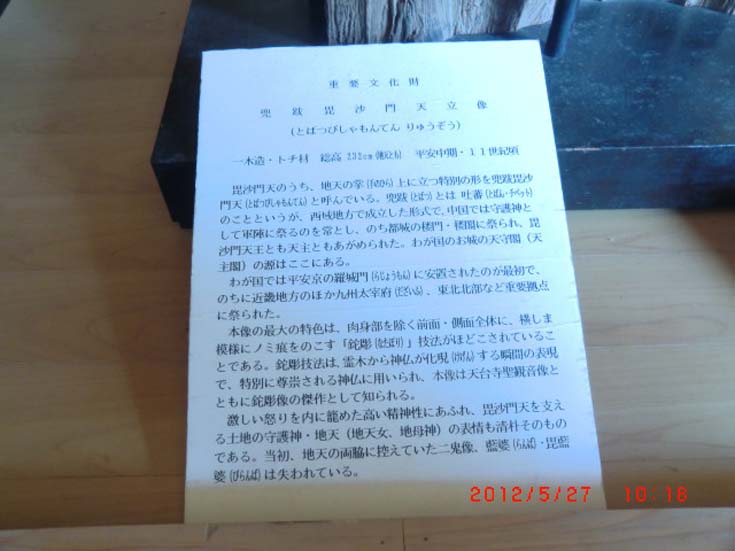 重要文化財
兜跋毘沙門天立像
(とばつびしゃもんてん りゅうぞう)
一木造・トチ材 総高 232cm(地天とも) 平安中期・11世紀頃
毘沙門天のうち、地天の掌(てのひら)上に立つ特別の形を兜跋毘沙
門天(とばつびしゃもんてん)と呼んでいる。兜跋(とばつ)とは 吐蕃(とばん・チベット)
のことというが、西域地方で成立した形式で、中国では守護神と
して軍陣に祭るのを常とし、のち都城の楼門・楼閣に祭られ、毘
沙門天王とも天主ともあがめられた。わが国のお城の天守閣（天
主閣）の源はここにある。
わが国では平安京の羅城門(らじょうもん)に安置されたのが最初で、
のちに近畿地方のほか九州太宰府(だざいふ)、東北北部など重要拠点
に祭られた。
本像の最大の特色は、肉身部を除く前面・側面全体に、横しま
模様にノミ痕をのこす「鉈彫(なたぼり)」技法がほどこされているこ
とである。鉈彫技法は、霊木から神仏が化現(けげん)する瞬間の表現
で、特別に尊崇される神仏に用いられ、本像は天台寺聖観音像と
ともに鉈彫像の傑作として知られる。
激しい怒りを内に籠めた高い精神性にあふれ、毘沙門天を支え
る土地の守護神・地天（地天女、地母神）の表情も清朴そのもの
である。当初、地天の両脇に控えていた二鬼像、藍婆(らんば)・毘藍
婆(びらんば)は失われている。
2012/5/27 10:16